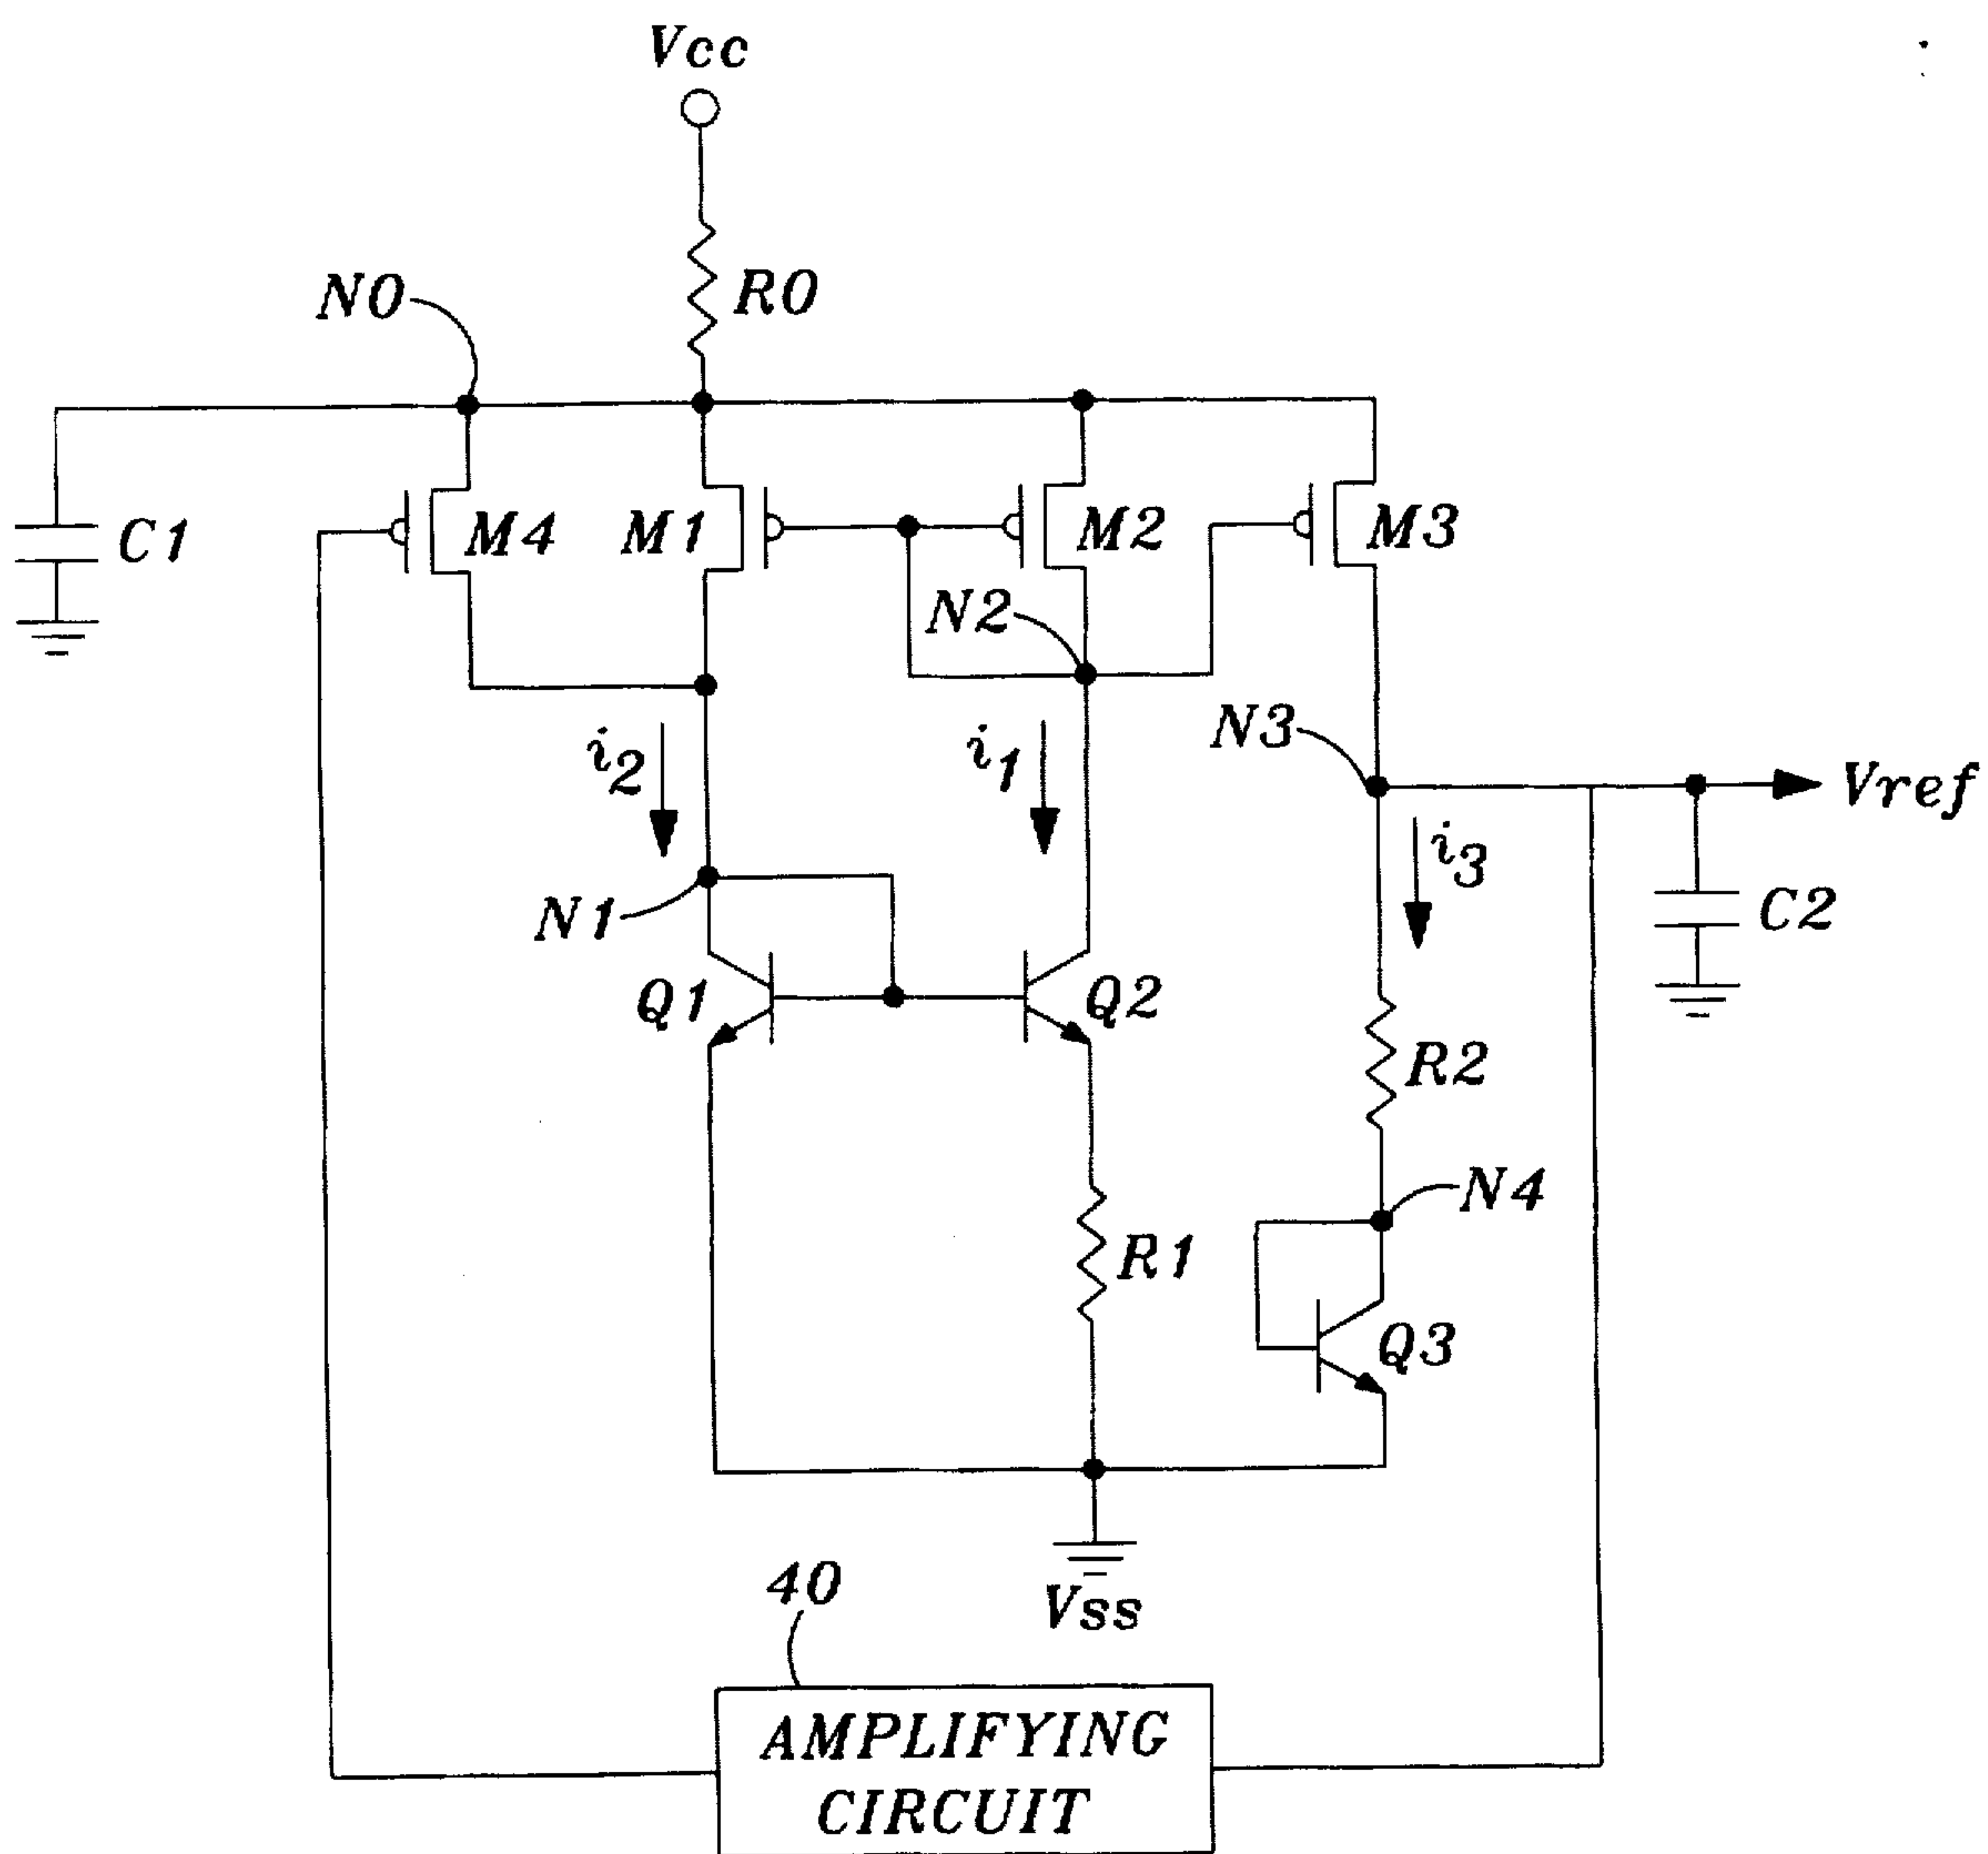 Vcc
R0
N0
C1
M4
M1
M2
M3
N2
i2
i1
N3
Vref
i3
N1
C2
Q1
Q2
R2
N4
R1
Q3
Vss
40
AMPLIFYING
CIRCUIT